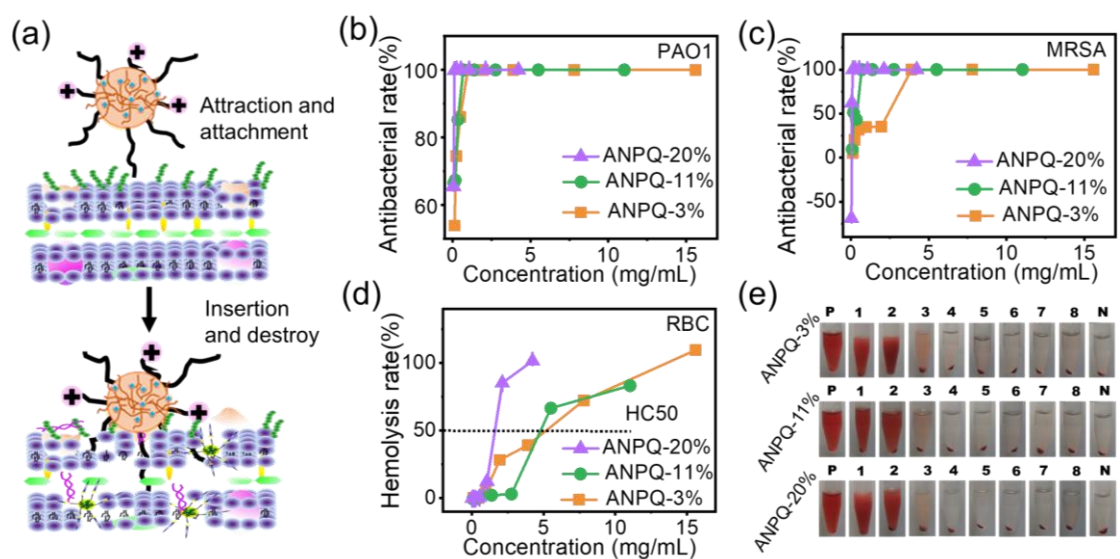 (a)
Attraction and
attachment
Insertion
and destroy
(b)
PAO1
Antibacterial rate(%)
100
80
60
ANPQ-20%
ANPQ-11%
ANPQ-3%
0 5 10 15
Concentration (mg/mL)
(c)
MRSA
Antibacterial rate(%)
100
50
0
-50
ANPQ-20%
ANPQ-11%
ANPQ-3%
0 5 10 15
Concentration (mg/mL)
(d)
RBC
Hemolysis rate(%)
100
50
0
HC50
ANPQ-20%
ANPQ-11%
ANPQ-3%
0 5 10 15
Concentration (mg/mL)
(e)
P 1 2 3 4 5 6 7 8 N
ANPQ-3%
P 1 2 3 4 5 6 7 8 N
ANPQ-11%
P 1 2 3 4 5 6 7 8 N
ANPQ-20%